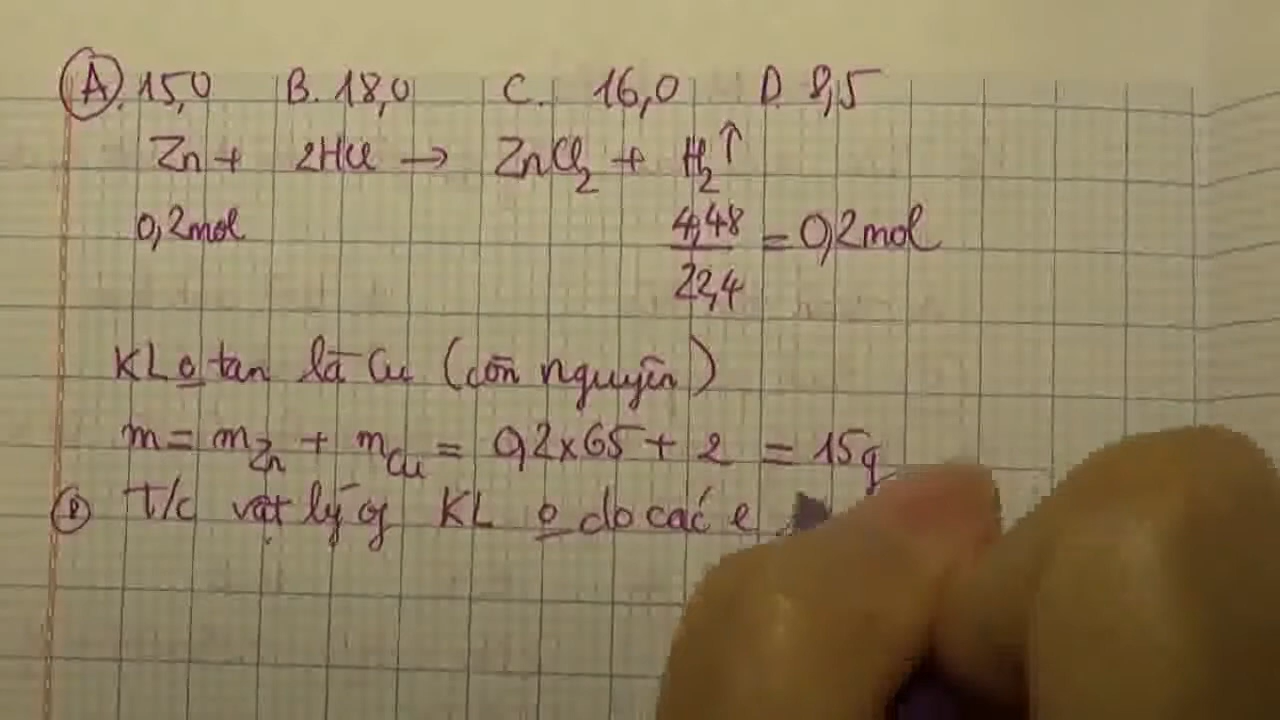 A. 15,0 B. 18,0 C. 16,0 D. 8,5
Zn + 2HCl → ZnCl2 + H2↑
0,2mol 4,48 / 22,4 = 0,2mol
KL o tan là Cu (còn nguyên)
m = mZn + mCu = 0,2x65 + 2 = 15g
T/c vật lý of KL o do các e